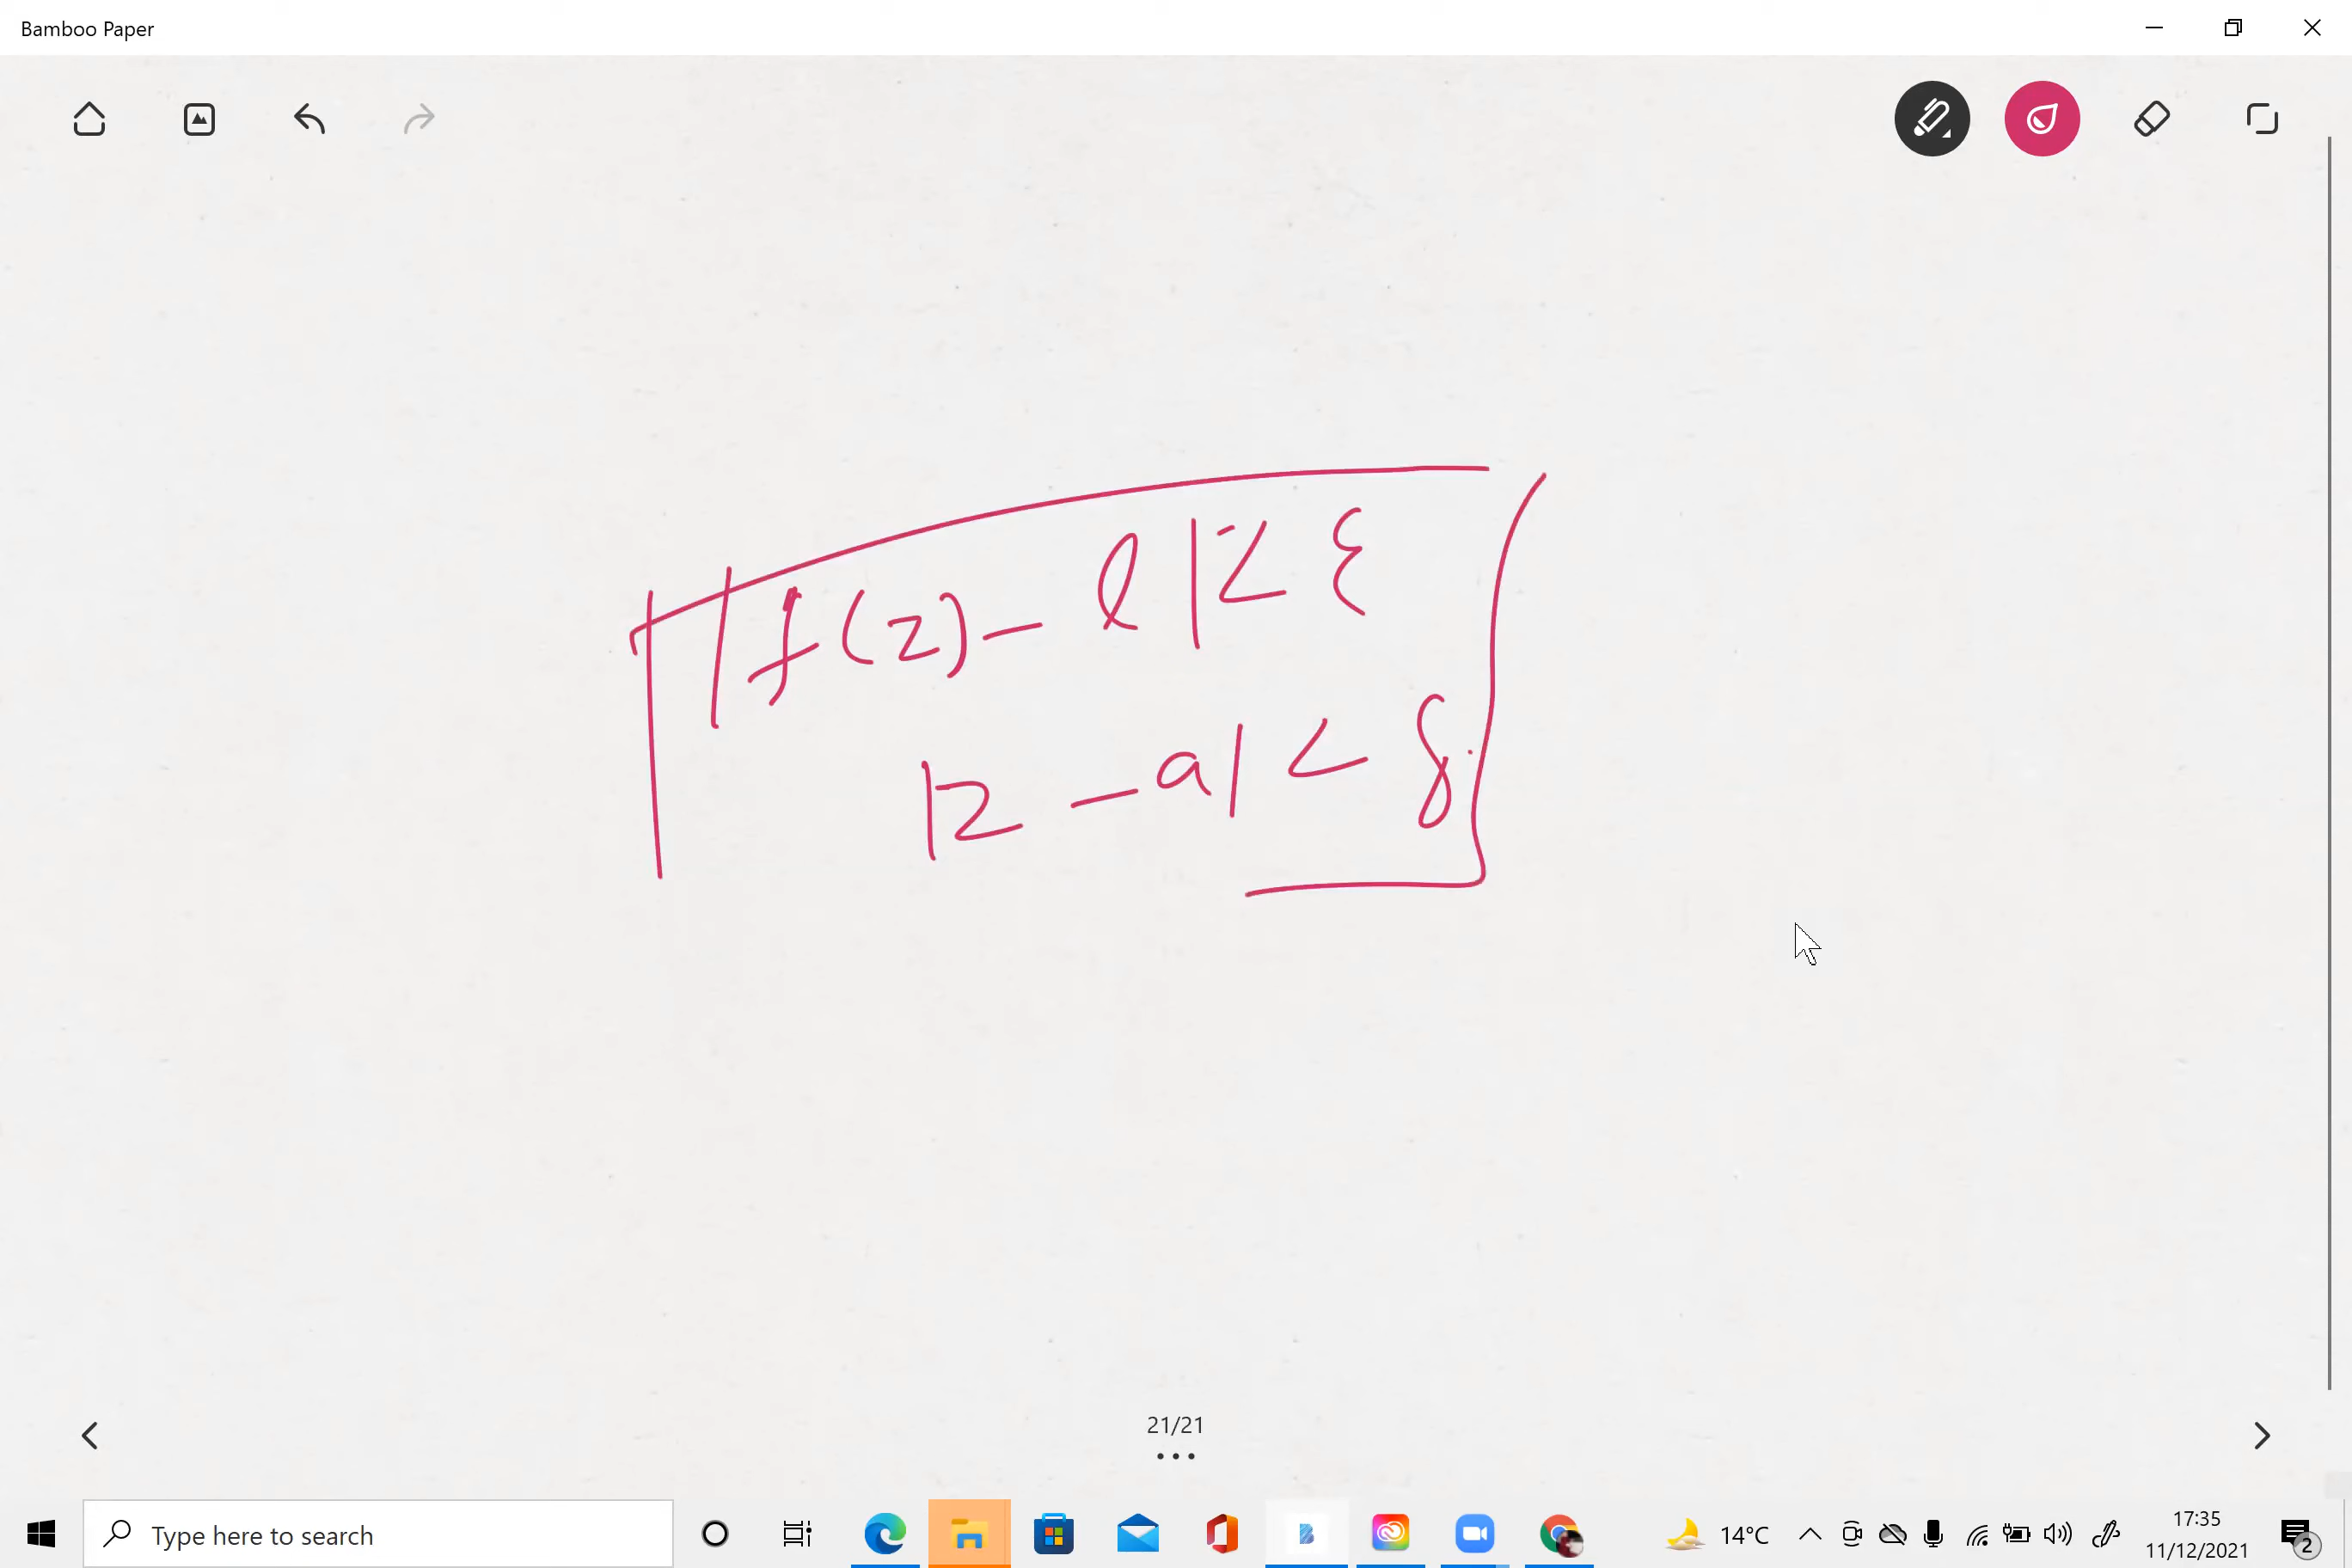 Bamboo Paper
|f(z) - l| < ε
|z - a| < δ
21/21
Type here to search
14°C
17:35
11/12/2021
2